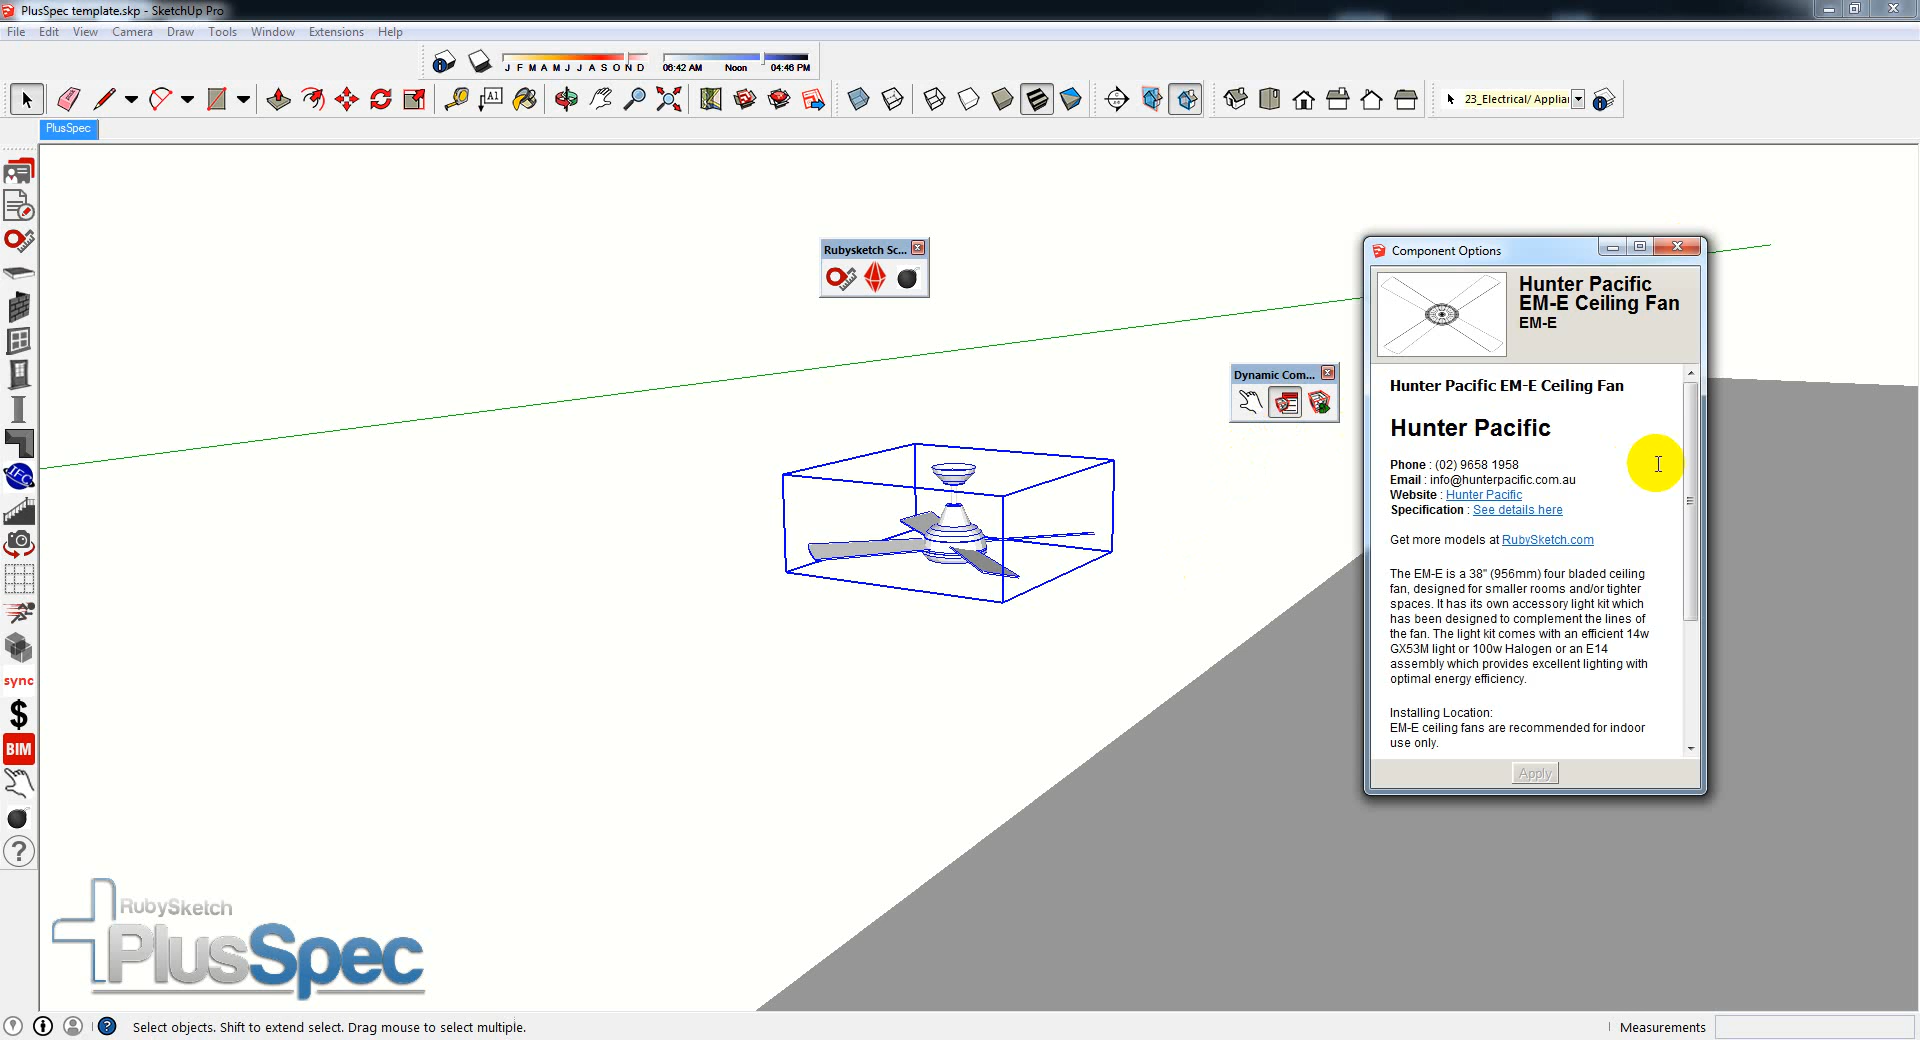 PlusSpec template.skp - SketchUp Pro
File Edit View Camera Draw Tools Window Extensions Help
J F M A M J J A S O N D
06:42 AM Noon 04:46 PM
A1
23_Electrical/ Applian
PlusSpec
Rubysketch Sc...
Component Options
Hunter Pacific
EM-E Ceiling Fan
EM-E
Dynamic Com...
Hunter Pacific EM-E Ceiling Fan
Hunter Pacific
Phone : (02) 9658 1958
Email : info@hunterpacific.com.au
Website : Hunter Pacific
Specification : See details here
Get more models at RubySketch.com
The EM-E is a 38" (956mm) four bladed ceiling
fan, designed for smaller rooms and/or tighter
spaces. It has its own accessory light kit which
has been designed to complement the lines of
the fan. The light kit comes with an efficient 14w
GX53M light or 100w Halogen or an E14
assembly which provides excellent lighting with
optimal energy efficiency.
Installing Location:
EM-E ceiling fans are recommended for indoor
use only.
Apply
IFC
sync
$
BIM
?
RubySketch
PlusSpec
? Select objects. Shift to extend select. Drag mouse to select multiple.
Measurements